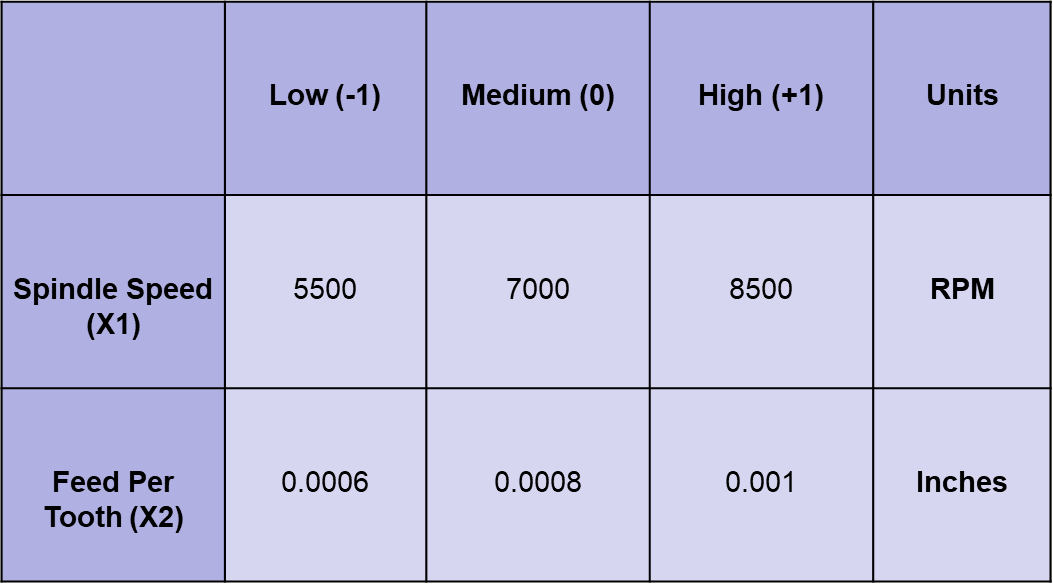 Low (-1) Medium (0) High (+1) Units
Spindle Speed
(X1) 5500 7000 8500 RPM
Feed Per
Tooth (X2) 0.0006 0.0008 0.001 Inches